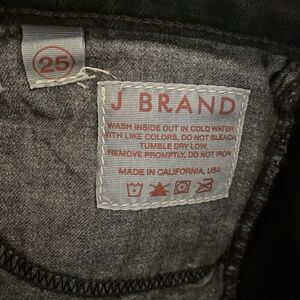 25
J BRAND
WASH INSIDE OUT IN COLD WATER
WITH LIKE COLORS, DO NOT BLEACH
TUMBLE DRY LOW,
REMOVE PROMPTLY, DO NOT IRON
MADE IN CALIFORNIA, USA